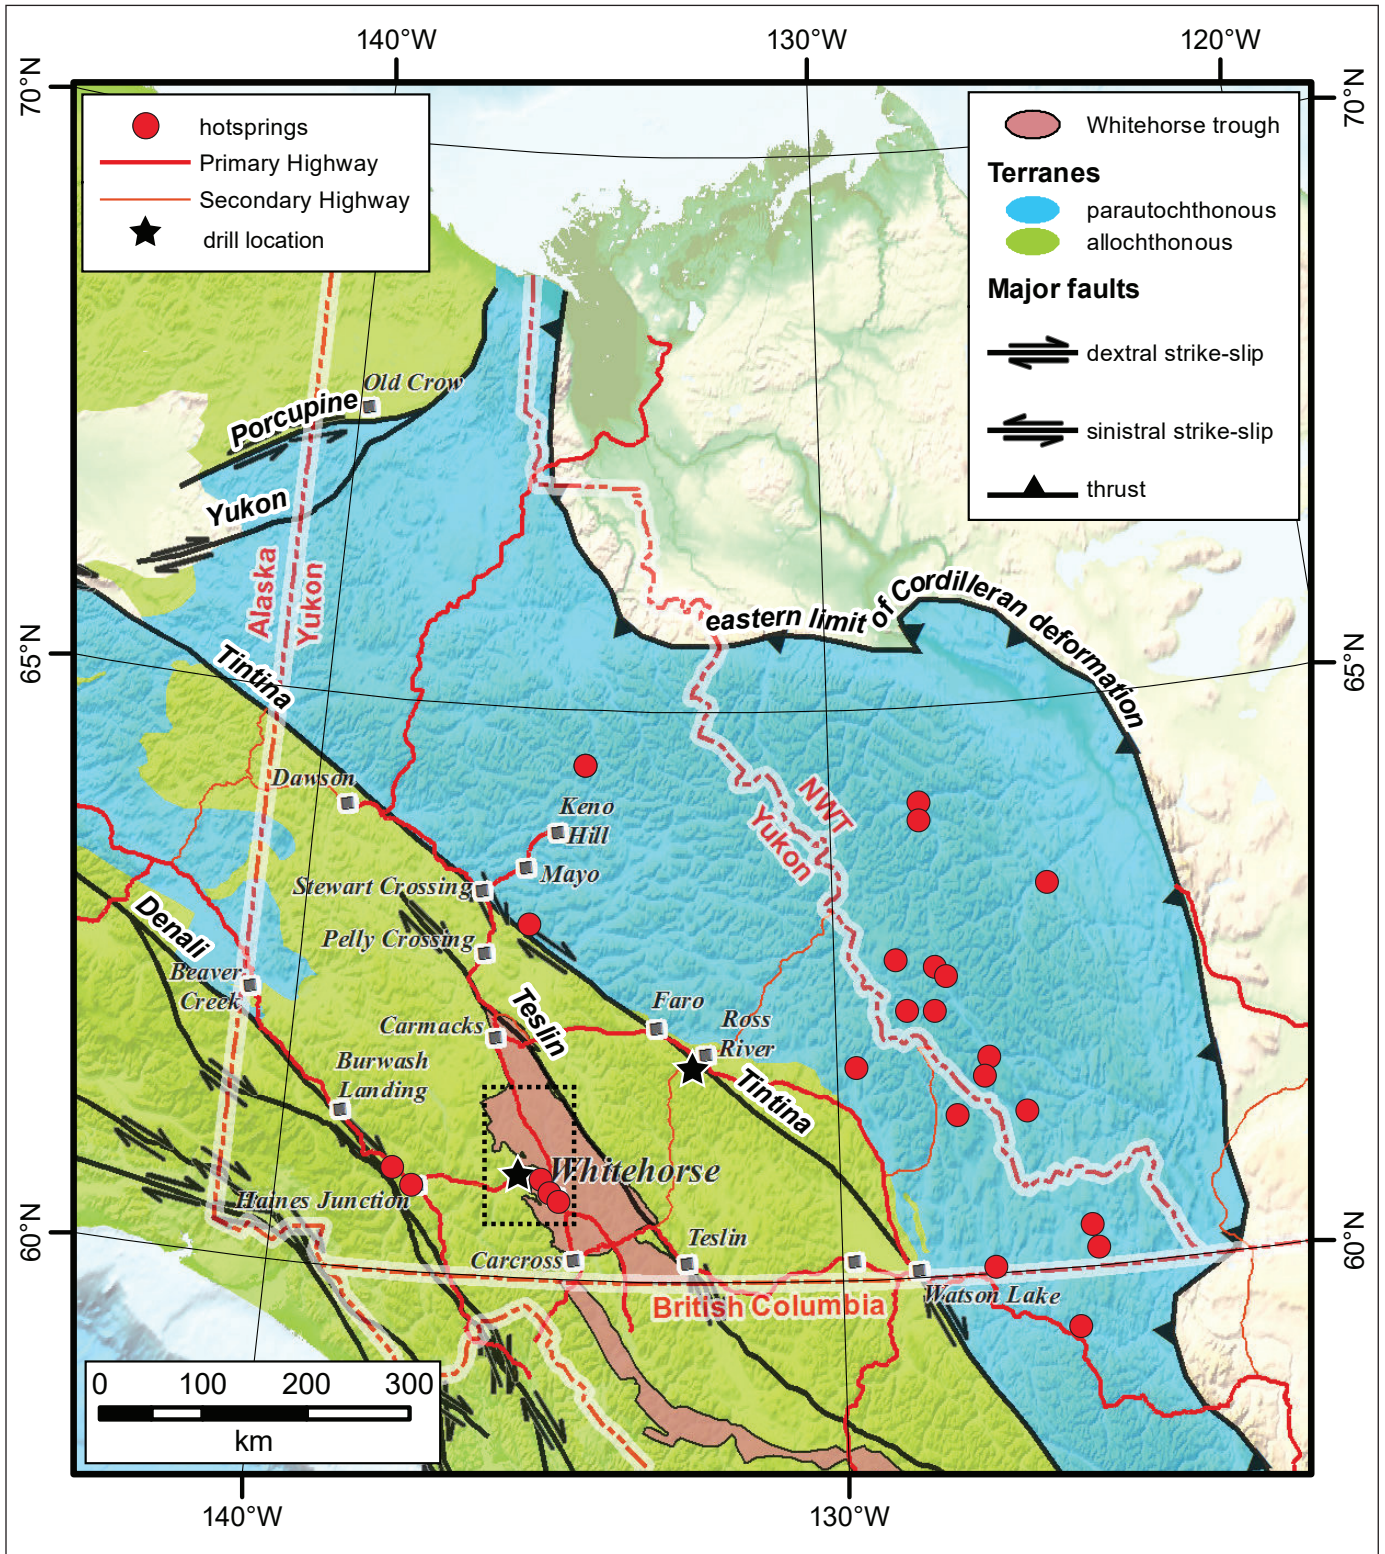 140°W
130°W
120°W
70°N
70°N
hotsprings
Primary Highway
Secondary Highway
drill location
Whitehorse trough
Terranes
parautochthonous
allochthonous
Major faults
dextral strike-slip
sinistral strike-slip
thrust
Old Crow
Porcupine
Yukon
Alaska
Yukon
eastern limit of Cordilleran deformation
65°N
65°N
Tintina
Dawson
Keno
Hill
NWT
Yukon
Mayo
Stewart Crossing
Denali
Pelly Crossing
Beaver
Creek
Teslin
Faro
Ross
River
Carmacks
Burwash
Landing
Tintina
Whitehorse
Haines Junction
60°N
60°N
Carcross
Teslin
Watson Lake
British Columbia
0 100 200 300
km
140°W
130°W